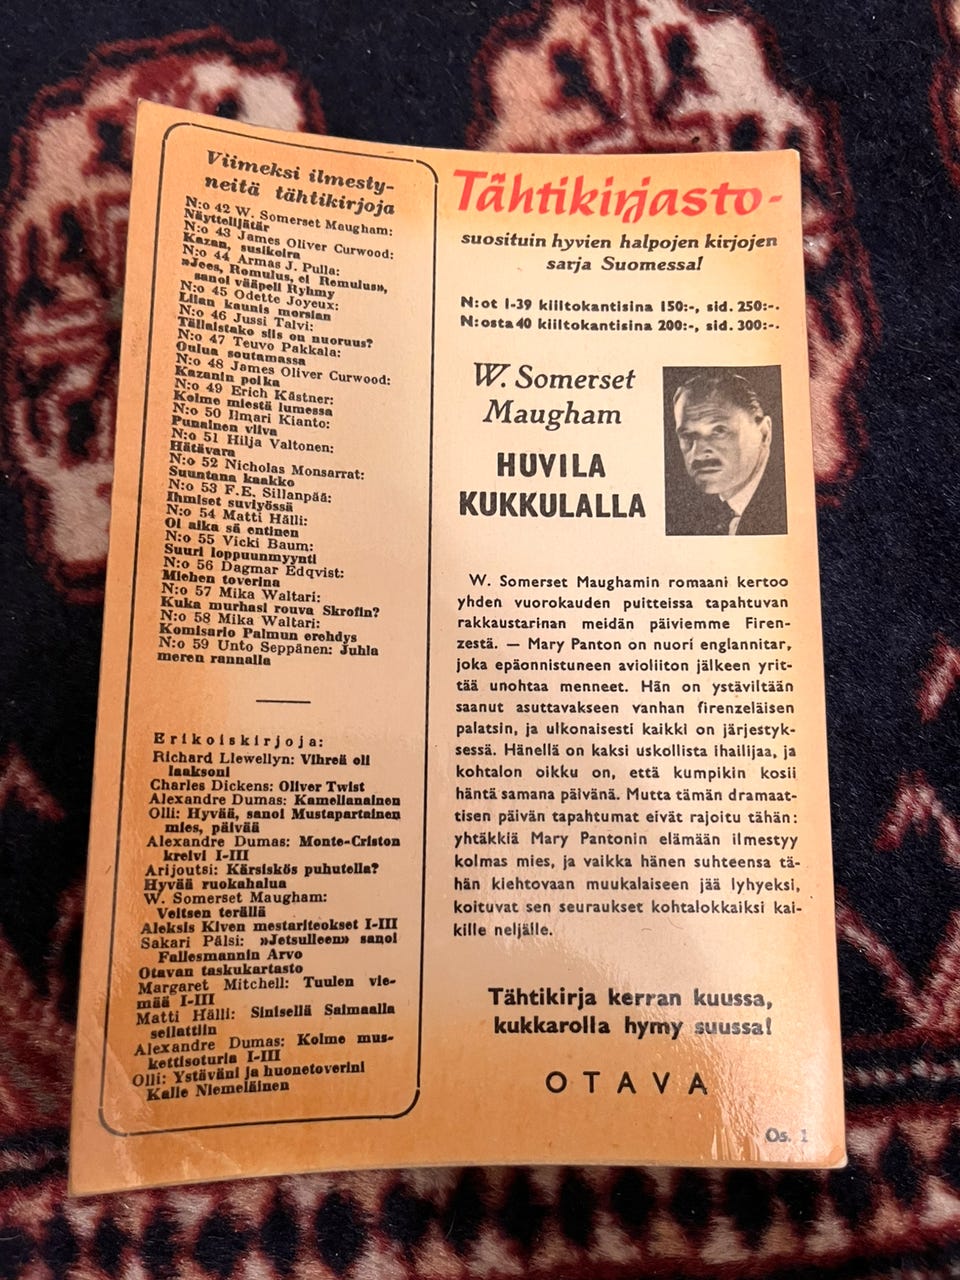 Viimeksi ilmesty-
neitä tähtikirjoja
N:o 42 W. Somerset Maugham:
Näyttelijätär
N:o 43 James Oliver Curwood:
Kazan, susikoira
N:o 44 Armas J. Pulla:
»Jees, Romulus, ei Remulus»,
sanoi vääpeli Ryhmy
N:o 45 Odette Joyeux:
Liian kaunis morsian
N:o 46 Jussi Talvi:
Tällaistako siis on nuoruus?
N:o 47 Teuvo Pakkala:
Oulua soutamassa
N:o 48 James Oliver Curwood:
Kazanin poika
N:o 49 Erich Kästner:
Kolme miestä lumessa
N:o 50 Ilmari Kianto:
Punainen viiva
N:o 51 Hilja Valtonen:
Hätävara
N:o 52 Nicholas Monsarrat:
Suuntana kaakko
N:o 53 F.E. Sillanpää:
Ihmiset suviyössä
N:o 54 Matti Hälli:
Oi aika sä entinen
N:o 55 Vicki Baum:
Suuri loppuunmyynti
N:o 56 Dagmar Edqvist:
Miehen toverina
N:o 57 Mika Waltari:
Kuka murhasi rouva Skrofin?
N:o 58 Mika Waltari:
Komisario Palmun erehdys
N:o 59 Unto Seppänen: Juhla
meren rannalla
Erikoiskirjoja:
Richard Llewellyn: Vihreä oli
laaksoni
Charles Dickens: Oliver Twist
Alexandre Dumas: Kamelianainen
Olli: Hyvää, sanoi Mustapartainen
mies, päivää
Alexandre Dumas: Monte-Criston
kreivi I-III
Arijoutsi: Kärsiskös puhutella?
Hyvää ruokahalua
W. Somerset Maugham:
Veitsen terällä
Aleksis Kiven mestariteokset I-III
Sakari Pälsi: »Jetsulleen» sanoi
Fallesmannin Arvo
Otavan taskukartasto
Margaret Mitchell: Tuulen vie-
mää I-III
Matti Hälli: Sinisellä Saimaalla
seilattiin
Alexandre Dumas: Kolme mus-
kettisoturia I-III
Olli: Ystäväni ja huonetoverini
Kalle Niemeläinen
Tähtikirjasto-
suosituin hyvien halpojen kirjojen
sarja Suomessa!
N:ot 1-39 kiiltokantisina 150:-, sid. 250:-.
N:osta 40 kiiltokantisina 200:-, sid. 300:-.
W. Somerset
Maugham
HUVILA
KUKKULALLA
W. Somerset Maughamin romaani kertoo
yhden vuorokauden puitteissa tapahtuvan
rakkaustarinan meidän päiviemme Firen-
zestä. — Mary Panton on nuori englannitar,
joka epäonnistuneen avioliiton jälkeen yrit-
tää unohtaa menneet. Hän on ystäviltään
saanut asuttavakseen vanhan firenzeläisen
palatsin, ja ulkonaisesti kaikki on järjestyk-
sessä. Hänellä on kaksi uskollista ihailijaa, ja
kohtalon oikku on, että kumpikin kosii
häntä samana päivänä. Mutta tämän dramaat-
tisen päivän tapahtumat eivät rajoitu tähän:
yhtäkkiä Mary Pantonin elämään ilmestyy
kolmas mies, ja vaikka hänen suhteensa tä-
hän kiehtovaan muukalaiseen jää lyhyeksi,
koituvat sen seuraukset kohtalokkaiksi kai-
kille neljälle.
Tähtikirja kerran kuussa,
kukkarolla hymy suussa!
OTAVA
Os. 1